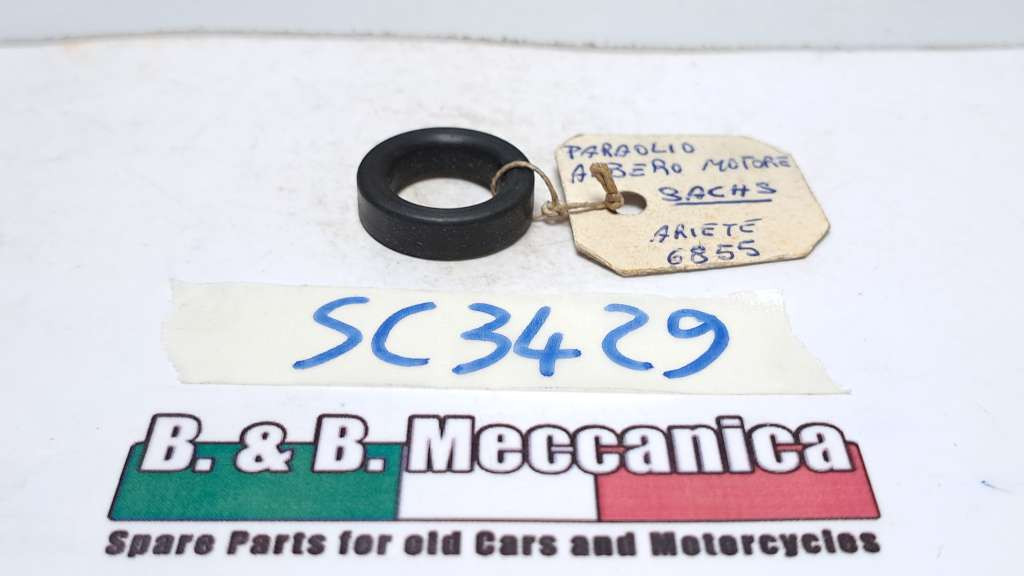 PARAOLIO
ALBERO MOTORE
SACHS
ARIETE
6855
SC3429
B. & B. Meccanica
Spare Parts for old Cars and Motorcycles